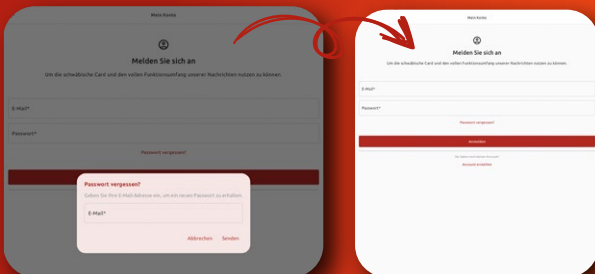 Mein Konto
Melden Sie sich an
Um die schwäbische Card und den vollen Funktionsumfang unserer Nachrichten nutzen zu können.
E-Mail*
Passwort*
Passwort vergessen?
Passwort vergessen?
Geben Sie Ihre E-Mail-Adresse ein, um ein neues Passwort zu erhalten.
E-Mail*
Abbrechen Senden
Mein Konto
Melden Sie sich an
Um die schwäbische Card und den vollen Funktionsumfang unserer Nachrichten nutzen zu können.
E-Mail*
Passwort*
Passwort vergessen?
Anmelden
Account erstellen